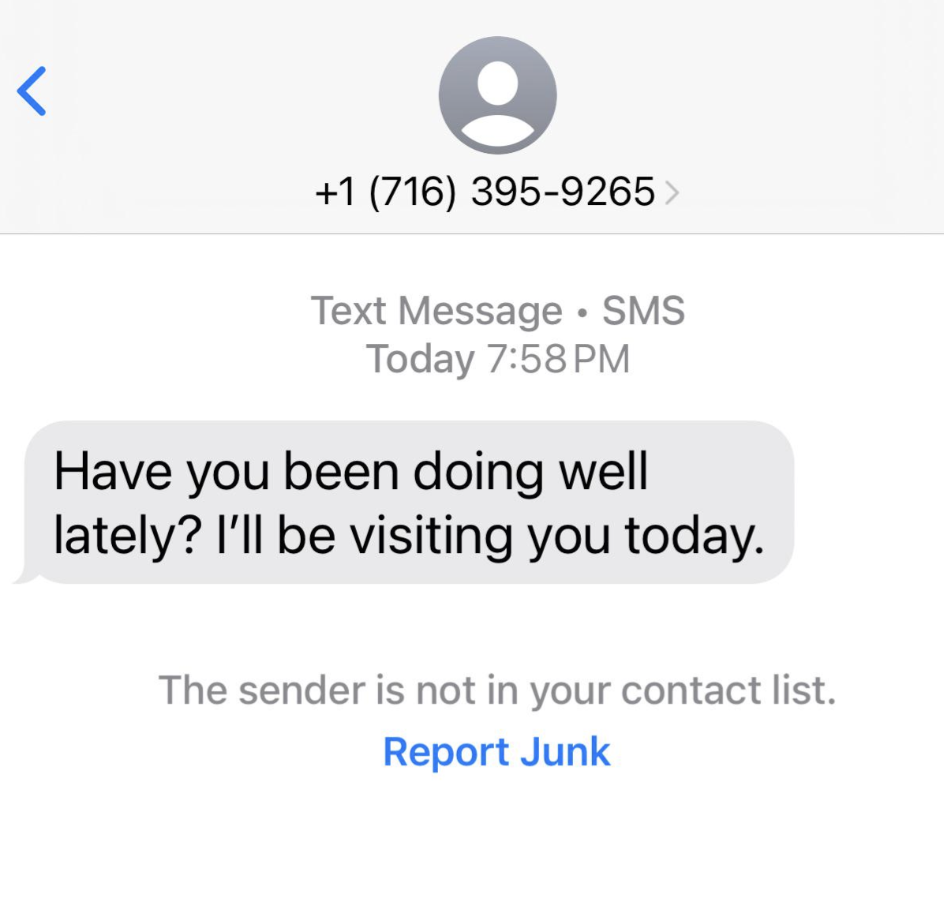 +1 (716) 395-9265
Text Message • SMS
Today 7:58 PM
Have you been doing well
lately? I’ll be visiting you today.
The sender is not in your contact list.
Report Junk